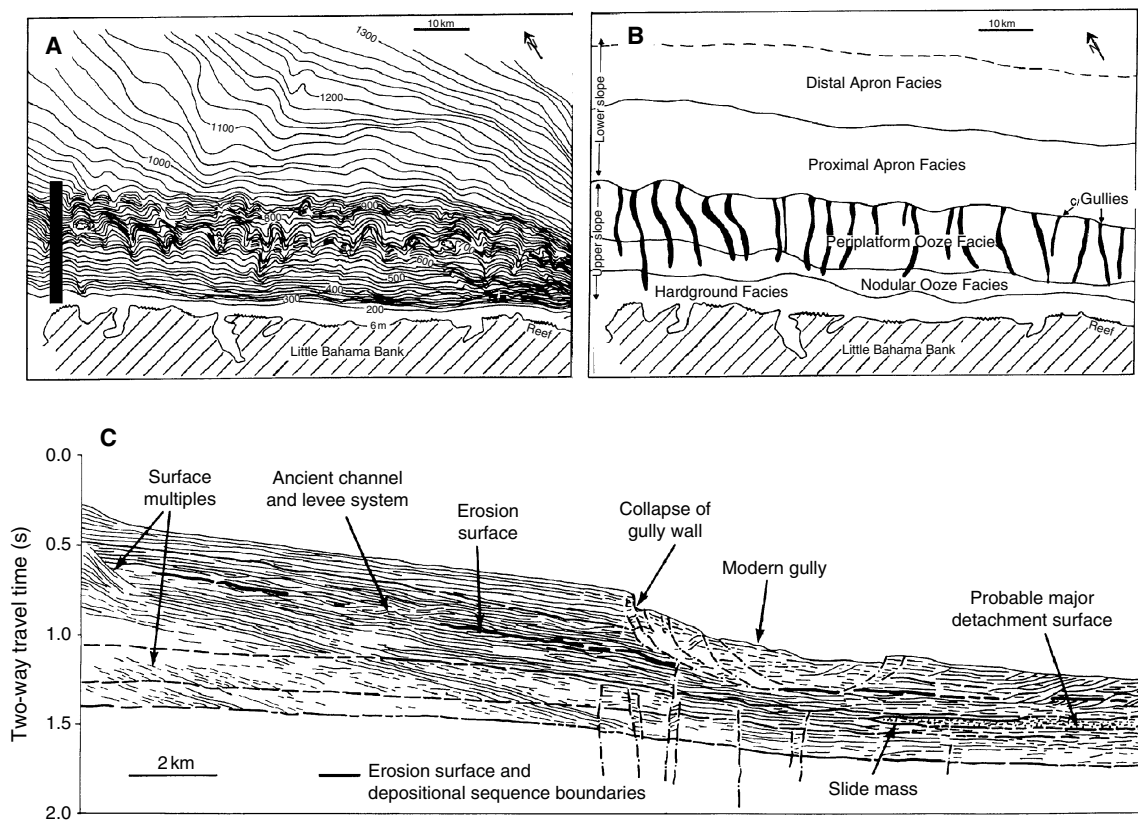 A
10 km
N
1300
1200
1100
1000
900
800
600
500
400
300
200
6 m
Reef
Little Bahama Bank
B
10 km
N
Lower slope
Upper slope
Distal Apron Facies
Proximal Apron Facies
Gullies
Periplatform Ooze Facies
Nodular Ooze Facies
Hardground Facies
Reef
Little Bahama Bank
C
Two-way travel time (s)
0.0
0.5
1.0
1.5
2.0
Surface
multiples
Ancient channel
and levee system
Erosion
surface
Collapse of
gully wall
Modern gully
Probable major
detachment surface
Slide mass
2 km
Erosion surface and
depositional sequence boundaries